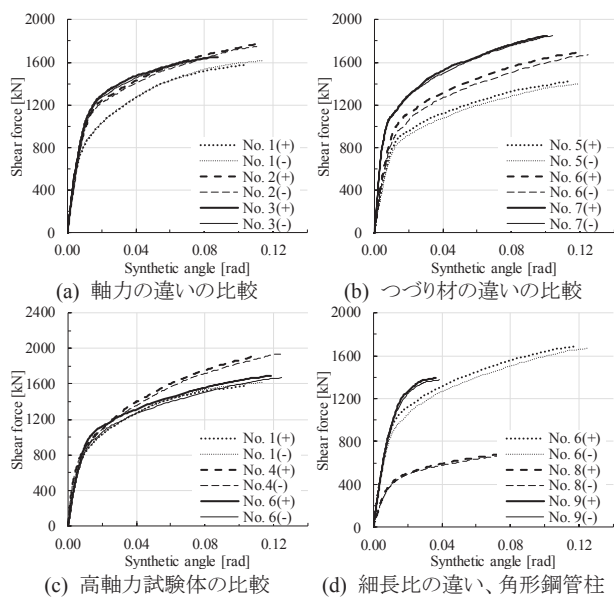 2000
1600
1200
800
400
0
Shear force [kN]
No. 1(+)
No. 1(-)
No. 2(+)
No. 2(-)
No. 3(+)
No. 3(-)
0.00 0.04 0.08 0.12
Synthetic angle [rad]
(a) 軸力の違いの比較
2000
1600
1200
800
400
0
Shear force [kN]
No. 5(+)
No. 5(-)
No. 6(+)
No. 6(-)
No. 7(+)
No. 7(-)
0.00 0.04 0.08 0.12
Synthetic angle [rad]
(b) つづり材の違いの比較
2400
2000
1600
1200
800
400
0
Shear force [kN]
No. 1(+)
No. 1(-)
No. 4(+)
No.4(-)
No. 6(+)
No. 6(-)
0.00 0.04 0.08 0.12
Synthetic angle [rad]
(c) 高軸力試験体の比較
2000
1600
1200
800
400
0
Shear force [kN]
No. 6(+)
No. 6(-)
No. 8(+)
No. 8(-)
No. 9(+)
No. 9(-)
0.00 0.04 0.08 0.12
Synthetic angle [rad]
(d) 細長比の違い、角形鋼管柱